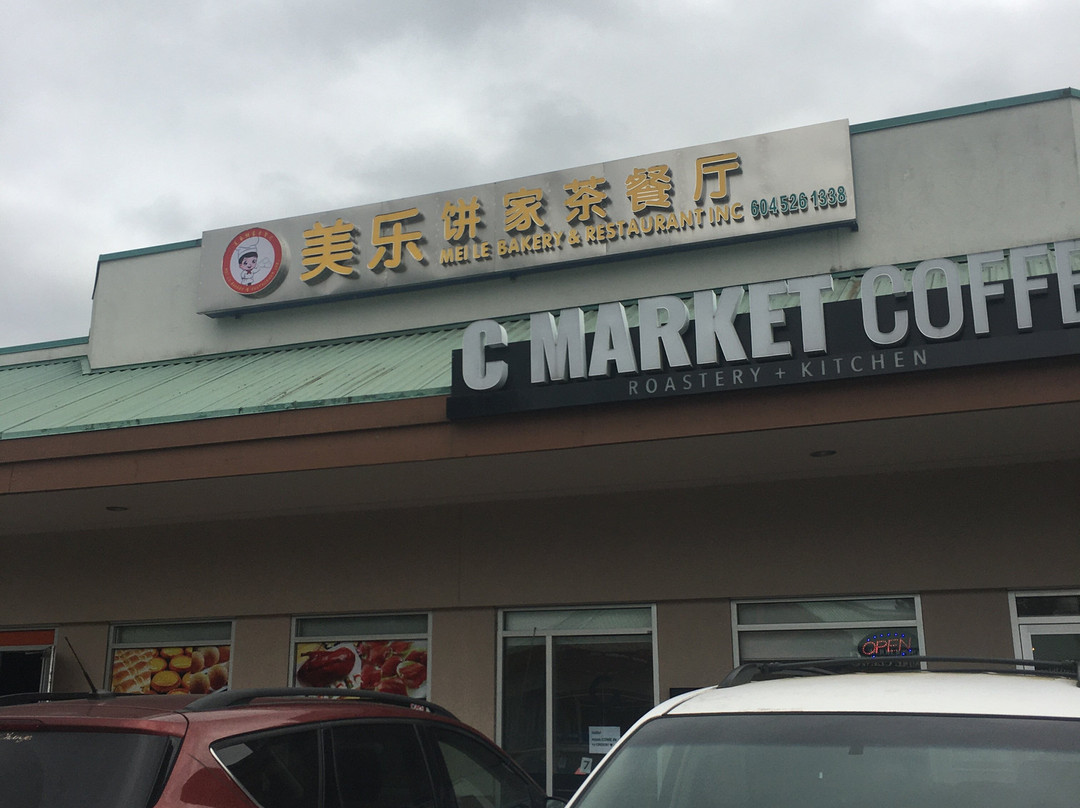 美乐饼家茶餐厅
MEI LE BAKERY & RESTAURANT INC 604 526 1338
C MARKET COFFE
ROASTERY + KITCHEN
OPEN
7